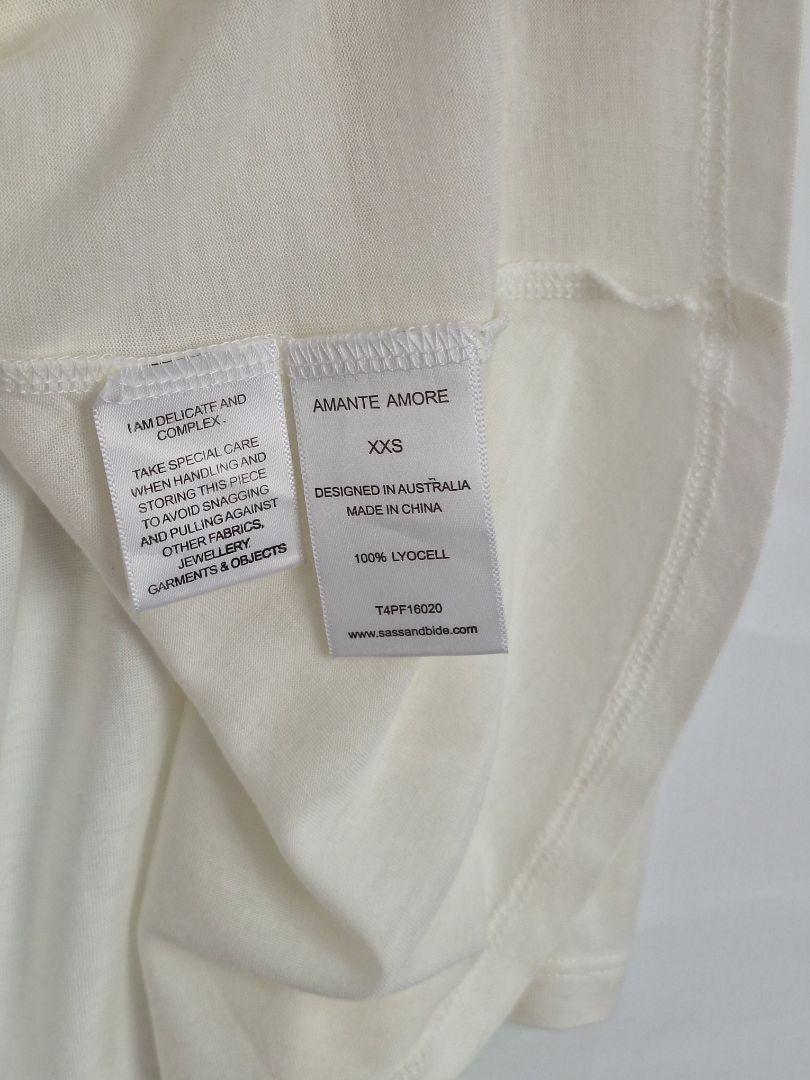 I AM DELICATE AND
COMPLEX.
TAKE SPECIAL CARE
WHEN HANDLING AND
STORING THIS PIECE
TO AVOID SNAGGING
AND PULLING AGAINST
OTHER FABRICS,
JEWELLERY,
GARMENTS & OBJECTS
AMANTE AMORE
XXS
DESIGNED IN AUSTRALIA
MADE IN CHINA
100% LYOCELL
T4PF16020
www.sassandbide.com